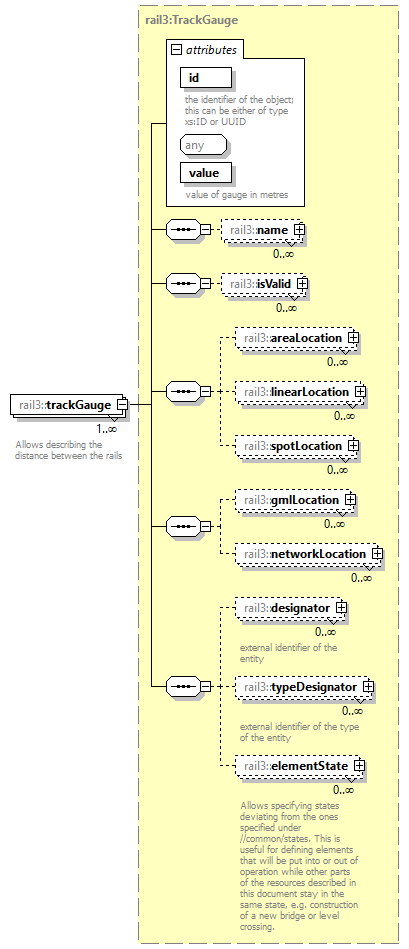 rail3:TrackGauge
attributes
id
the identifier of the object;
this can be either of type
xs:ID or UUID
any
value
value of gauge in metres
rail3::name
0..∞
rail3::isValid
0..∞
rail3::areaLocation
0..∞
rail3::linearLocation
0..∞
rail3::trackGauge
1..∞
Allows describing the
distance between the rails
rail3::spotLocation
0..∞
rail3::gmlLocation
0..∞
rail3::networkLocation
0..∞
rail3::designator
0..∞
external identifier of the
entity
rail3::typeDesignator
0..∞
external identifier of the type
of the entity
rail3::elementState
0..∞
Allows specifying states
deviating from the ones
specified under
//common/states. This is
useful for defining elements
that will be put into or out of
operation while other parts
of the resources described in
this document stay in the
same state, e.g. construction
of a new bridge or level
crossing.